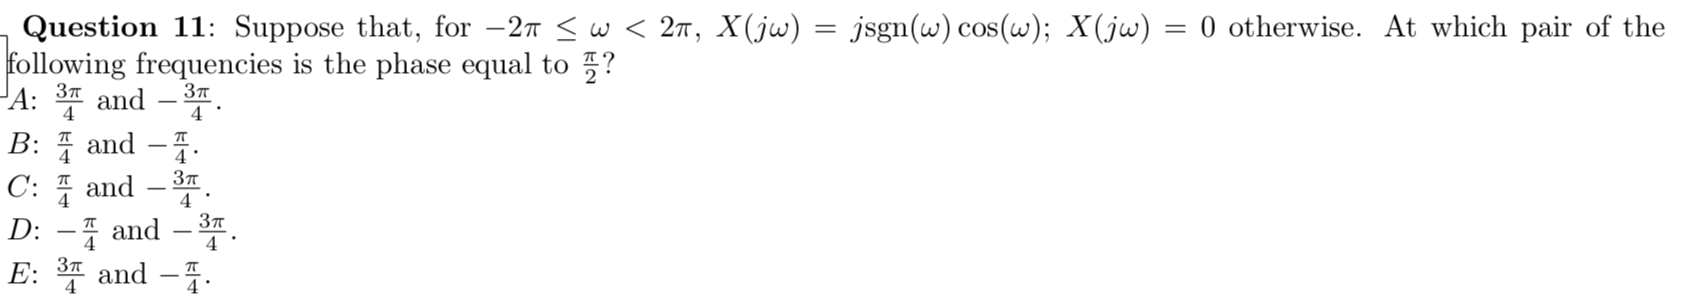 Question 11: Suppose that, for −2π ≤ ω < 2π, X(jω) = jsgn(ω) cos(ω); X(jω) = 0 otherwise. At which pair of the
following frequencies is the phase equal to π/2?
A: 3π/4 and −3π/4.
B: π/4 and −π/4.
C: π/4 and −3π/4.
D: −π/4 and −3π/4.
E: 3π/4 and −π/4.